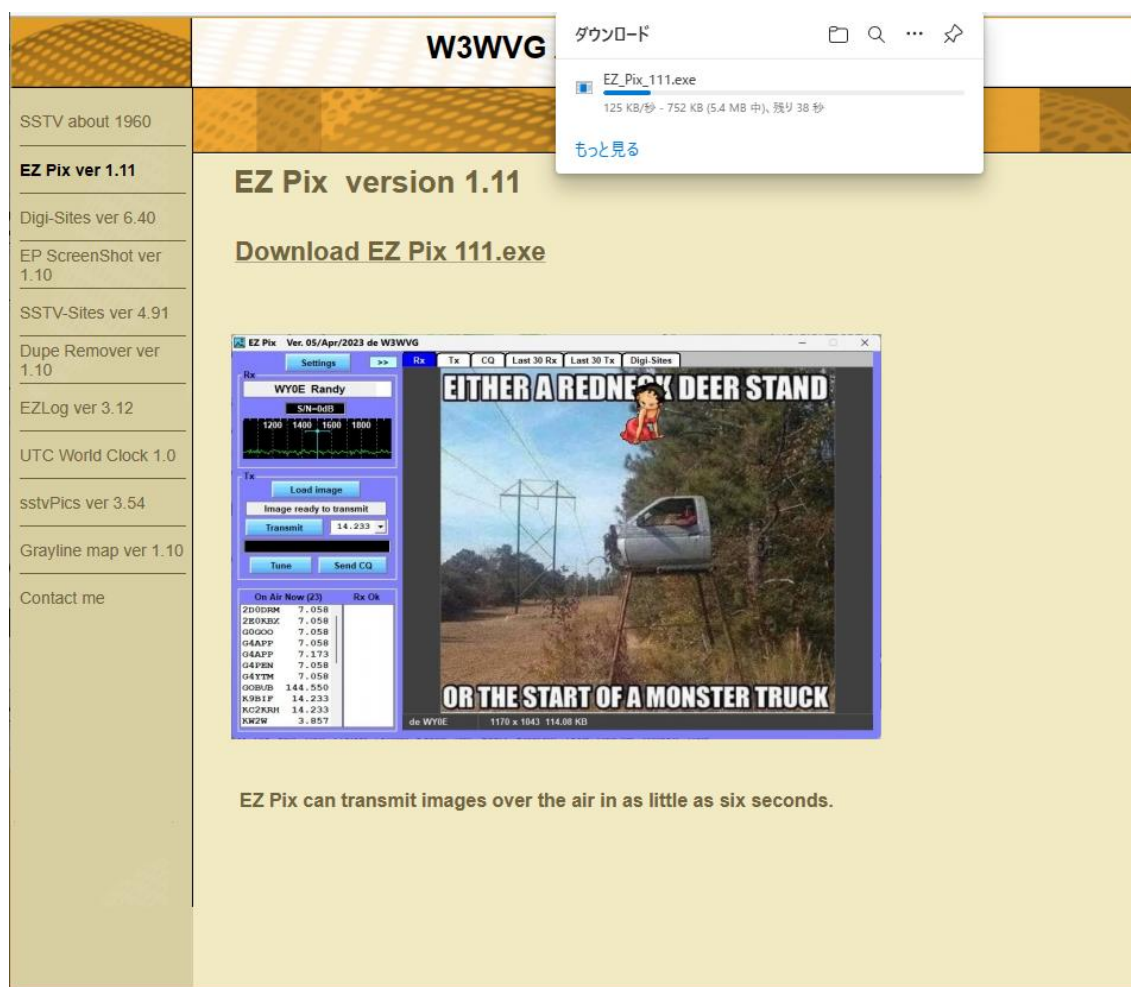 W3WVG
ダウンロード
EZ_Pix_111.exe
125 KB/秒 - 752 KB (5.4 MB 中)、残り 38 秒
もっと見る
SSTV about 1960
EZ Pix ver 1.11
Digi-Sites ver 6.40
EP ScreenShot ver
1.10
SSTV-Sites ver 4.91
Dupe Remover ver
1.10
EZLog ver 3.12
UTC World Clock 1.0
sstvPics ver 3.54
Grayline map ver 1.10
Contact me
EZ Pix version 1.11
Download EZ Pix 111.exe
EZ Pix Ver. 05/Apr/2023 de W3WVG
Settings >>
Rx Tx CQ Last 30 Rx Last 30 Tx Digi-Sites
Rx
WY0E Randy
S/N=0dB
1200 1400 1600 1800
Tx
Load image
Image ready to transmit
Transmit 14.233
Tune Send CQ
On Air Now (23) Rx Ok
2D0DRM 7.058
2E0KBX 7.058
G0GOO 7.058
G4APP 7.058
G4APP 7.173
G4PEN 7.058
G4YTM 7.058
GOBUB 144.550
K9BIF 14.233
KC2KRH 14.233
KW2W 3.857
EITHER A REDNECK DEER STAND
OR THE START OF A MONSTER TRUCK
de WY0E 1170 x 1043 114.08 KB
EZ Pix can transmit images over the air in as little as six seconds.